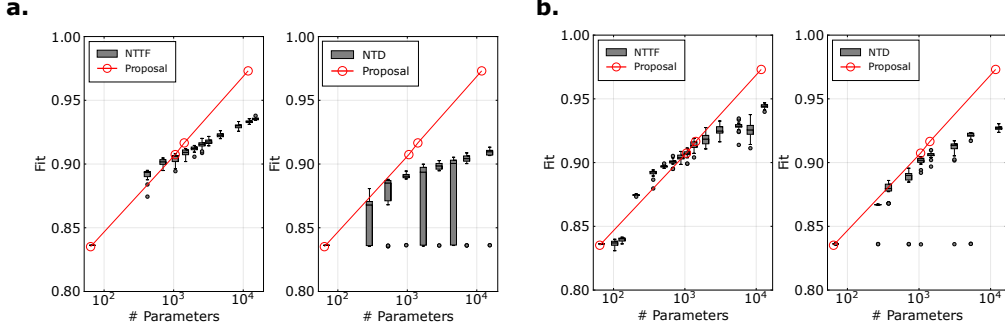 a.
b.
1.00
0.95
0.90
0.85
0.80
Fit
NTTF
Proposal
10²
10³
10⁴
# Parameters
1.00
0.95
0.90
0.85
0.80
Fit
NTD
Proposal
10²
10³
10⁴
# Parameters
1.00
0.95
0.90
0.85
0.80
Fit
NTTF
Proposal
10²
10³
10⁴
# Parameters
1.00
0.95
0.90
0.85
0.80
Fit
NTD
Proposal
10²
10³
10⁴
# Parameters